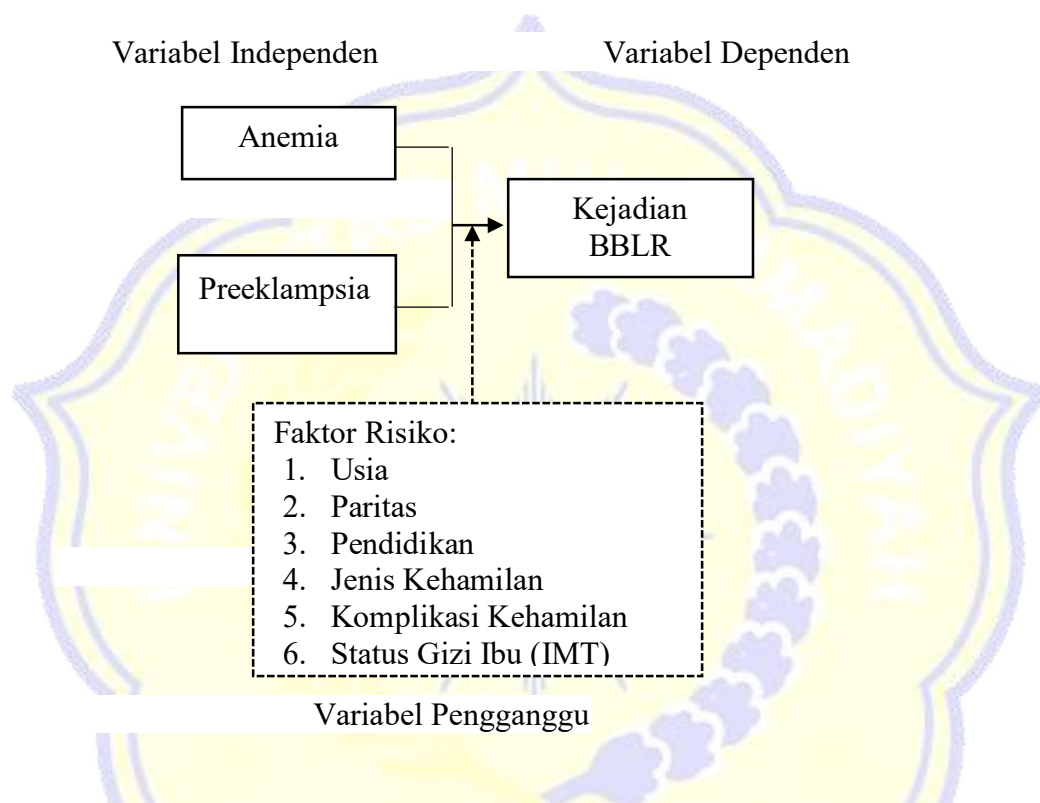 Variabel Independen
Variabel Dependen
Anemia
Kejadian
BBLR
Preeklampsia
Faktor Risiko:
1. Usia
2. Paritas
3. Pendidikan
4. Jenis Kehamilan
5. Komplikasi Kehamilan
6. Status Gizi Ibu (IMT)
Variabel Pengganggu